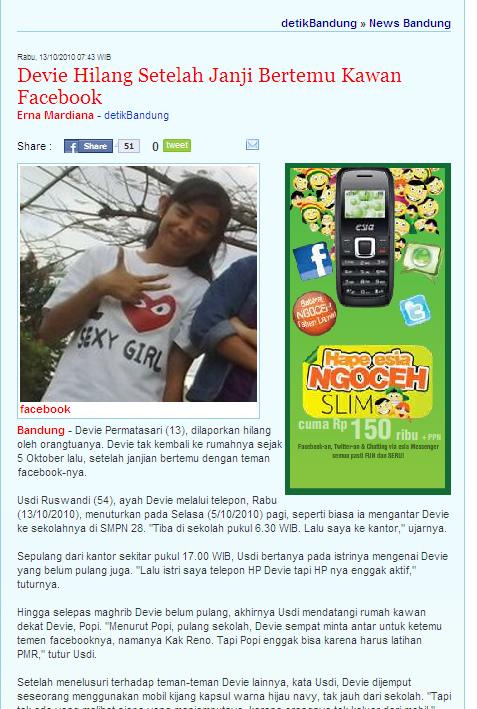 detikBandung » News Bandung
Rabu, 13/10/2010 07:43 WIB
Devie Hilang Setelah Janji Bertemu Kawan
Facebook
Erna Mardiana - detikBandung
Share :
f Share
51
0
tweet
I
SEXY GIRL
facebook
esia
f
t
Selama
NGOCEH
Tahan Lama!
Hape esia
NGOCEH
SLIM
cuma Rp 150 ribu + PPN
Facebook-an, Twitter-an & Chatting via esia Messenger
semua pasti FUN dan SERU!
Bandung - Devie Permatasari (13), dilaporkan hilang
oleh orangtuanya. Devie tak kembali ke rumahnya sejak
5 Oktober lalu, setelah janjian bertemu dengan teman
facebook-nya.
Usdi Ruswandi (54), ayah Devie melalui telepon, Rabu
(13/10/2010), menuturkan pada Selasa (5/10/2010) pagi, seperti biasa ia mengantar Devie
ke sekolahnya di SMPN 28. "Tiba di sekolah pukul 6.30 WIB. Lalu saya ke kantor," ujarnya.
Sepulang dari kantor sekitar pukul 17.00 WIB, Usdi bertanya pada istrinya mengenai Devie
yang belum pulang juga. "Lalu istri saya telepon HP Devie tapi HP nya enggak aktif,"
tuturnya.
Hingga selepas maghrib Devie belum pulang, akhirnya Usdi mendatangi rumah kawan
dekat Devie, Popi. "Menurut Popi, pulang sekolah, Devie sempat minta antar untuk ketemu
temen facebooknya, namanya Kak Reno. Tapi Popi enggak bisa karena harus latihan
PMR," tutur Usdi.
Setelah menelusuri terhadap teman-teman Devie lainnya, kata Usdi, Devie dijemput
seseorang menggunakan mobil kijang kapsul warna hijau navy, tak jauh dari sekolah. "Tapi